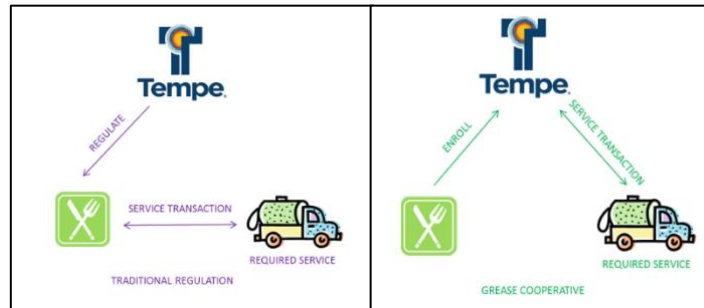 Tempe.
REGULATE
SERVICE TRANSACTION
REQUIRED SERVICE
TRADITIONAL REGULATION
Tempe.
ENROLL
SERVICE TRANSACTION
REQUIRED SERVICE
GREASE COOPERATIVE